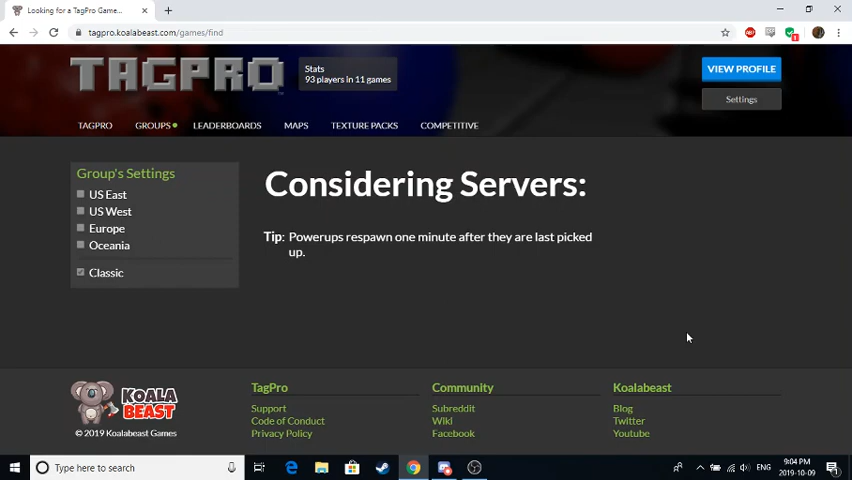 Looking for a TagPro Game...
tagpro.koalabeast.com/games/find
TAGPRO
Stats
93 players in 11 games
VIEW PROFILE
Settings
TAGPRO GROUPS LEADERBOARDS MAPS TEXTURE PACKS COMPETITIVE
Group's Settings
US East
US West
Europe
Oceania
Classic
Considering Servers:
Tip: Powerups respawn one minute after they are last picked
up.
KOALA
BEAST
© 2019 Koalabeast Games
TagPro
Support
Code of Conduct
Privacy Policy
Community
Subreddit
Wiki
Facebook
Koalabeast
Blog
Twitter
Youtube
Type here to search
ENG
9:04 PM
2019-10-09